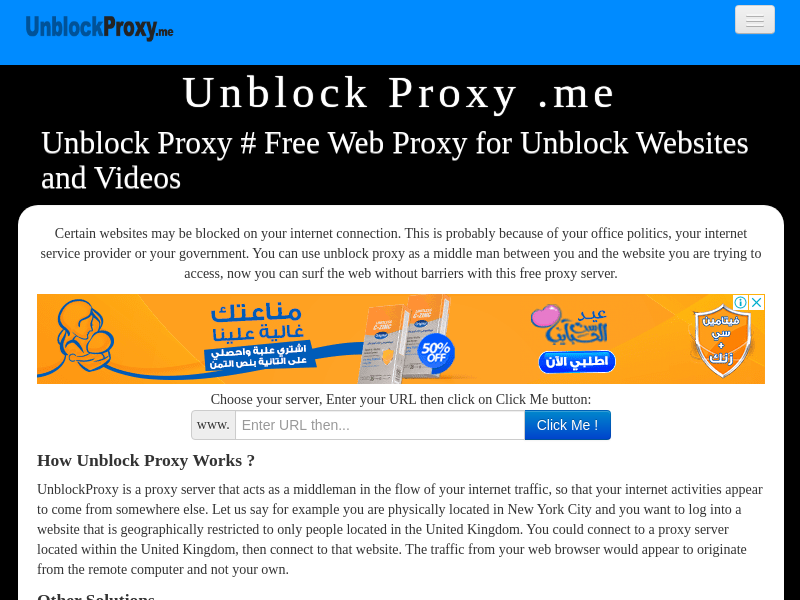 UnblockProxy.me
Unblock Proxy .me
Unblock Proxy # Free Web Proxy for Unblock Websites
and Videos
Certain websites may be blocked on your internet connection. This is probably because of your office politics, your internet
service provider or your government. You can use unblock proxy as a middle man between you and the website you are trying to
access, now you can surf the web without barriers with this free proxy server.
مناعتك
غالية علينا
اشتري علبة واحصلي
على التانية بنص التمن
50%
OFF
عيد
اطلبي الآن
فيتامين
سي
+
زنك
Choose your server, Enter your URL then click on Click Me button:
www. Enter URL then... Click Me !
How Unblock Proxy Works ?
UnblockProxy is a proxy server that acts as a middleman in the flow of your internet traffic, so that your internet activities appear
to come from somewhere else. Let us say for example you are physically located in New York City and you want to log into a
website that is geographically restricted to only people located in the United Kingdom. You could connect to a proxy server
located within the United Kingdom, then connect to that website. The traffic from your web browser would appear to originate
from the remote computer and not your own.
Other Solutions